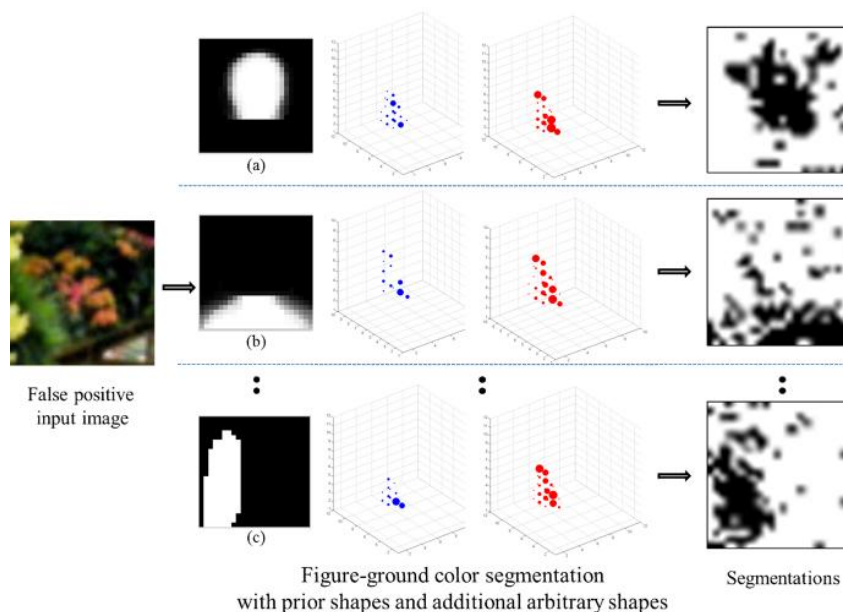 (a)
(b)
False positive
input image
(c)
Figure-ground color segmentation
with prior shapes and additional arbitrary shapes
Segmentations